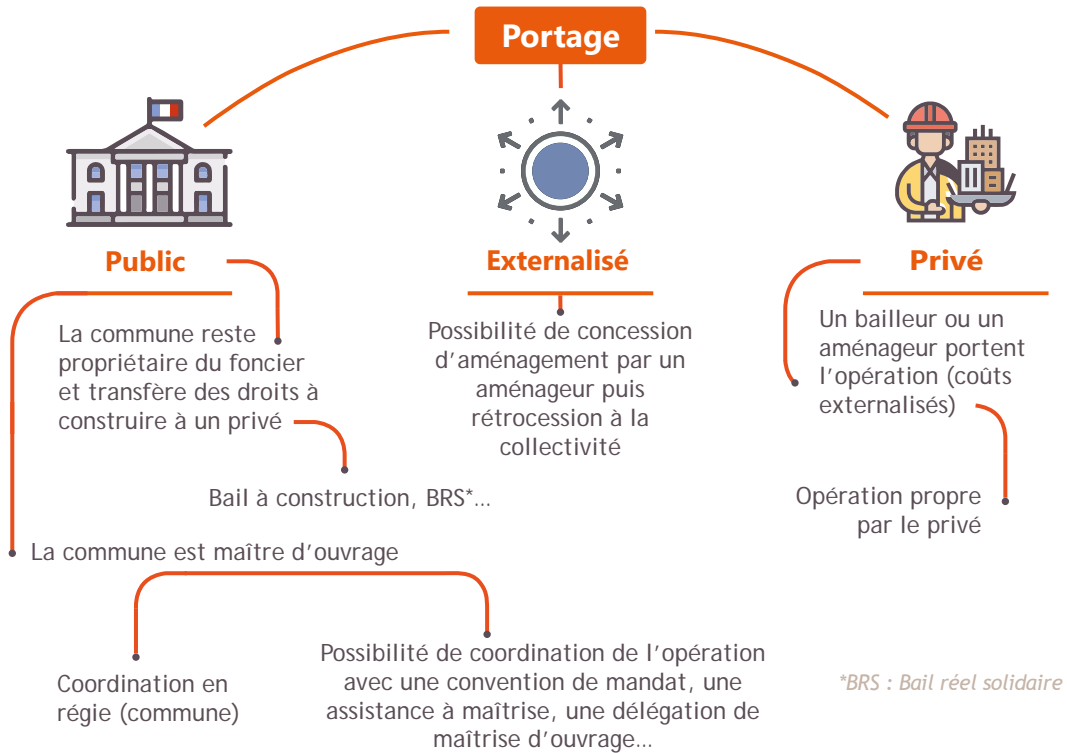 Portage
Public
La commune reste
propriétaire du foncier
et transfère des droits à
construire à un privé
Bail à construction, BRS*...
La commune est maître d'ouvrage
Coordination en
régie (commune)
Possibilité de coordination de l'opération
avec une convention de mandat, une
assistance à maîtrise, une délégation de
maîtrise d'ouvrage...
Externalisé
Possibilité de concession
d'aménagement par un
aménageur puis
rétrocession à la
collectivité
Privé
Un bailleur ou un
aménageur portent
l'opération (coûts
externalisés)
Opération propre
par le privé
*BRS : Bail réel solidaire